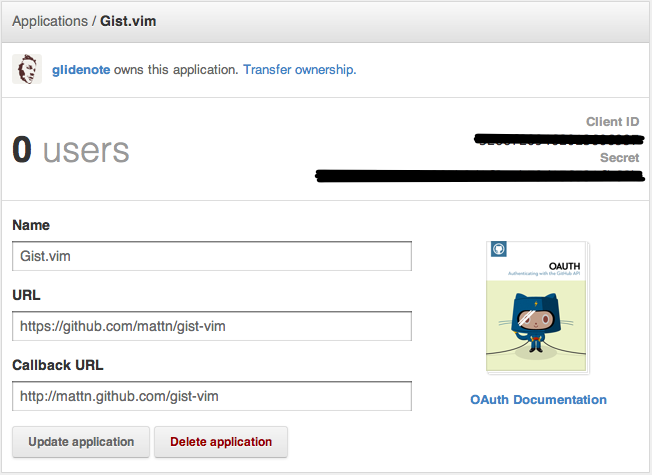 Applications / Gist.vim
glidenote owns this application. Transfer ownership.
0 users
Client ID
Secret
Name
Gist.vim
URL
https://github.com/mattn/gist-vim
Callback URL
http://mattn.github.com/gist-vim
OAUTH
Authenticating with the GitHub API
OAuth Documentation
Update application
Delete application